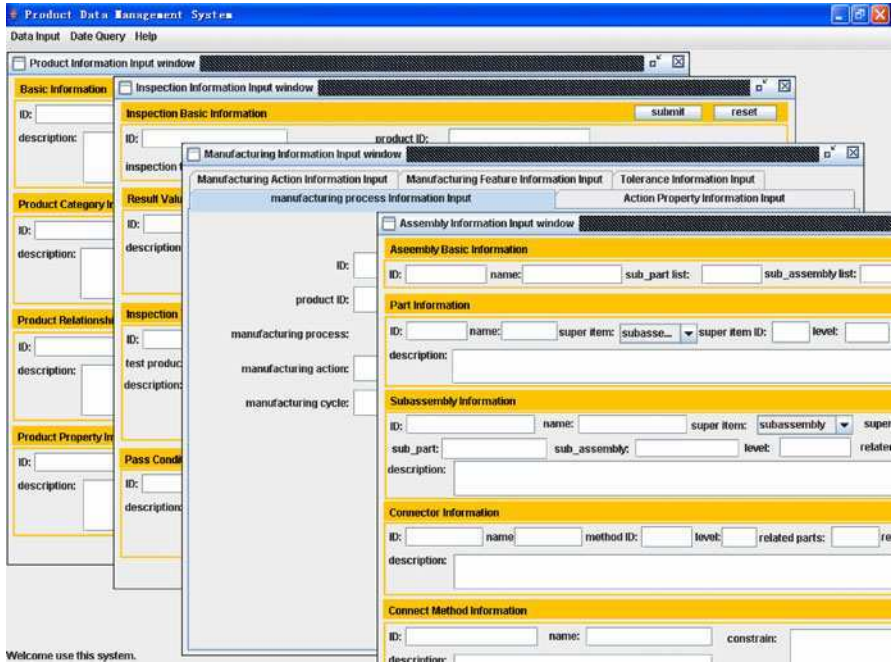 Product Data Management System
Data Input Date Query Help
Product Information Input window
Basic Information
ID:
description:
Product Category In
ID:
description:
Product Relationshi
ID:
description:
Product Property In
ID:
description:
Inspection Information Input window
Inspection Basic Information submit reset
ID: product ID:
inspection t
Result Valu
ID:
description
Inspection
ID:
test produc
description:
Pass Condi
ID:
description
Manufacturing Information Input window
Manufacturing Action Information Input Manufacturing Feature Information Input Tolerance Information Input
manufacturing process Information Input Action Property Information Input
ID:
product ID:
manufacturing process:
manufacturing action:
manufacturing cycle:
Assembly Information Input window
Aseembly Basic Information
ID: name: sub_part list: sub_assembly list:
Part Information
ID: name: super item: subasse... super item ID: level:
description:
Subassembly Information
ID: name: super item: subassembly super
sub_part: sub_assembly: level: related
description:
Connector Information
ID: name method ID: level: related parts: re
description:
Connect Method Information
ID: name: constrain:
description:
Welcome use this system.